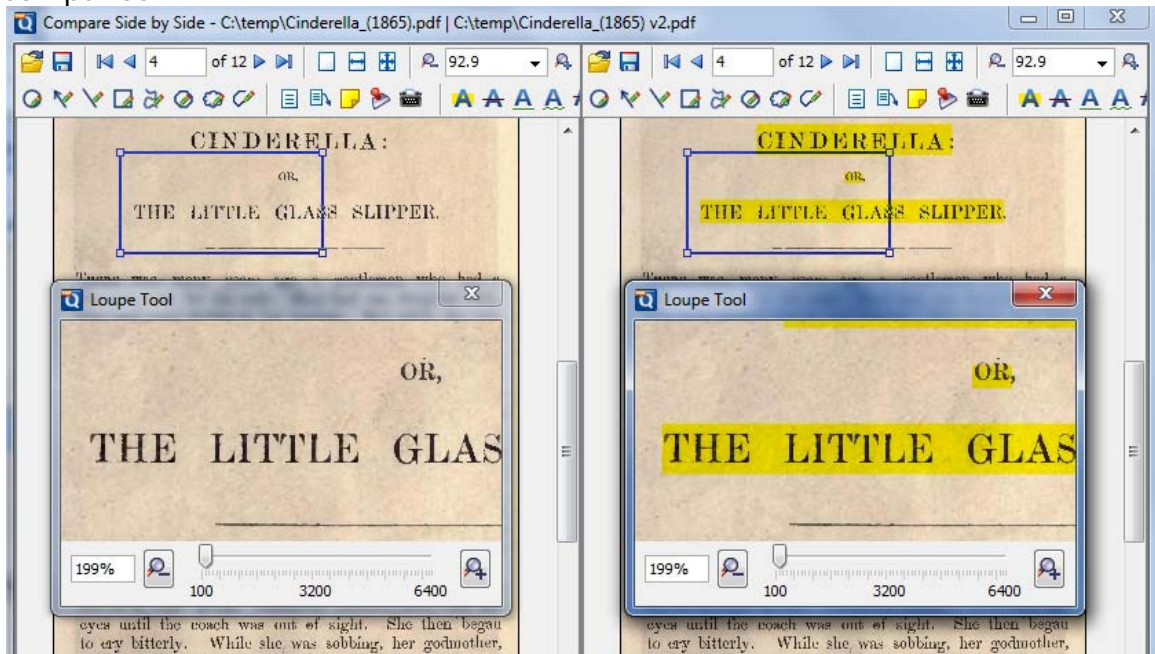 Compare Side by Side - C:\temp\Cinderella_(1865).pdf | C:\temp\Cinderella_(1865) v2.pdf
4 of 12 92.9
A A A A
CINDERELLA:
OR,
THE LITTLE GLASS SLIPPER.
Loupe Tool
OR,
THE LITTLE GLAS
199%
100 3200 6400
eyes until the coach was out of sight. She then began
to cry bitterly. While she was sobbing, her godmother,
4 of 12 92.9
A A A A
CINDERELLA:
OR,
THE LITTLE GLASS SLIPPER.
Loupe Tool
OR,
THE LITTLE GLAS
199%
100 3200 6400
eyes until the coach was out of sight. She then began
to cry bitterly. While she was sobbing, her godmother,